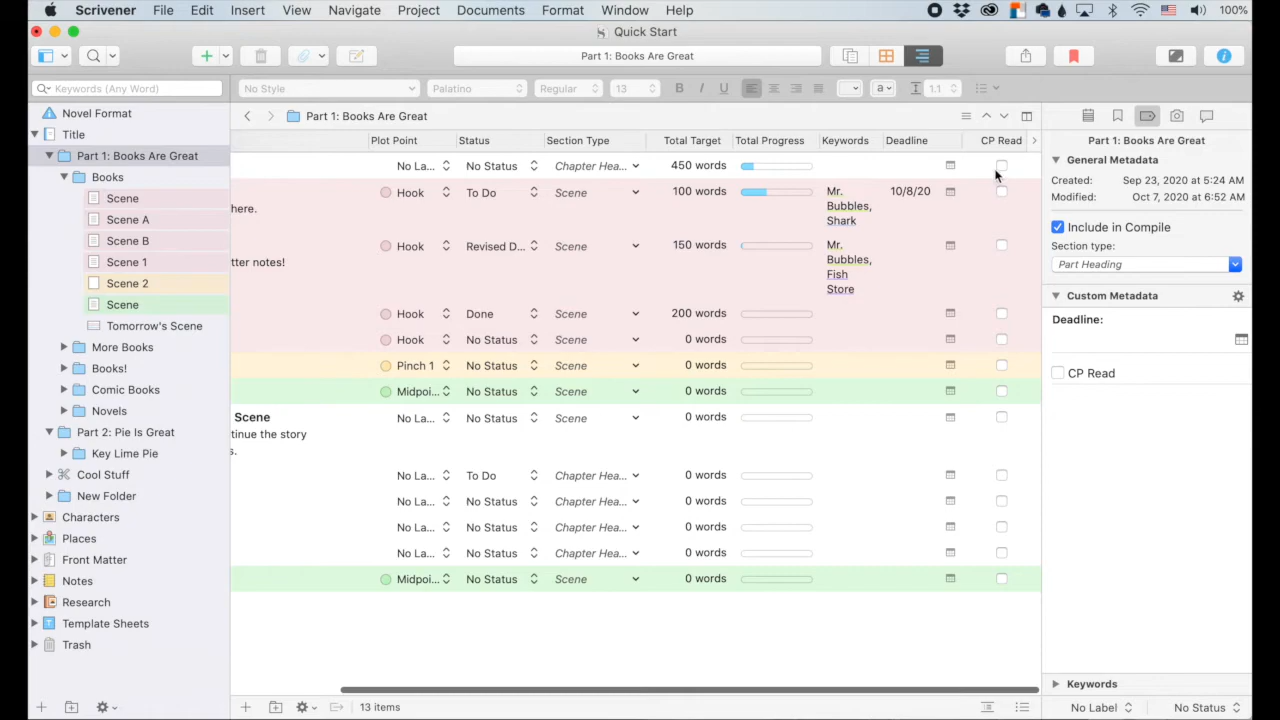 Scrivener File Edit Insert View Navigate Project Documents Format Window Help 100%
Quick Start
Part 1: Books Are Great
Keywords (Any Word) No Style Palatino Regular 13 B I U a 1.1
Novel Format
Title
Part 1: Books Are Great
Books
Scene
Scene A
Scene B
Scene 1
Scene 2
Scene
Tomorrow's Scene
More Books
Books!
Comic Books
Novels
Part 2: Pie Is Great
Key Lime Pie
Cool Stuff
New Folder
Characters
Places
Front Matter
Notes
Research
Template Sheets
Trash
Part 1: Books Are Great
Plot Point Status Section Type Total Target Total Progress Keywords Deadline CP Read
No La... No Status Chapter Hea... 450 words
Hook To Do Scene 100 words Mr. 10/8/20
here. Bubbles,
Shark
Hook Revised D... Scene 150 words Mr.
tter notes! Bubbles,
Fish
Store
Hook Done Scene 200 words
Hook No Status Scene 0 words
Pinch 1 No Status Scene 0 words
Midpoi... No Status Scene 0 words
Scene No La... No Status Scene 0 words
tinue the story
s.
No La... To Do Chapter Hea... 0 words
No La... No Status Chapter Hea... 0 words
No La... No Status Chapter Hea... 0 words
No La... No Status Chapter Hea... 0 words
Midpoi... No Status Scene 0 words
13 items
Part 1: Books Are Great
General Metadata
Created: Sep 23, 2020 at 5:24 AM
Modified: Oct 7, 2020 at 6:52 AM
Include in Compile
Section type:
Part Heading
Custom Metadata
Deadline:
CP Read
Keywords
No Label No Status